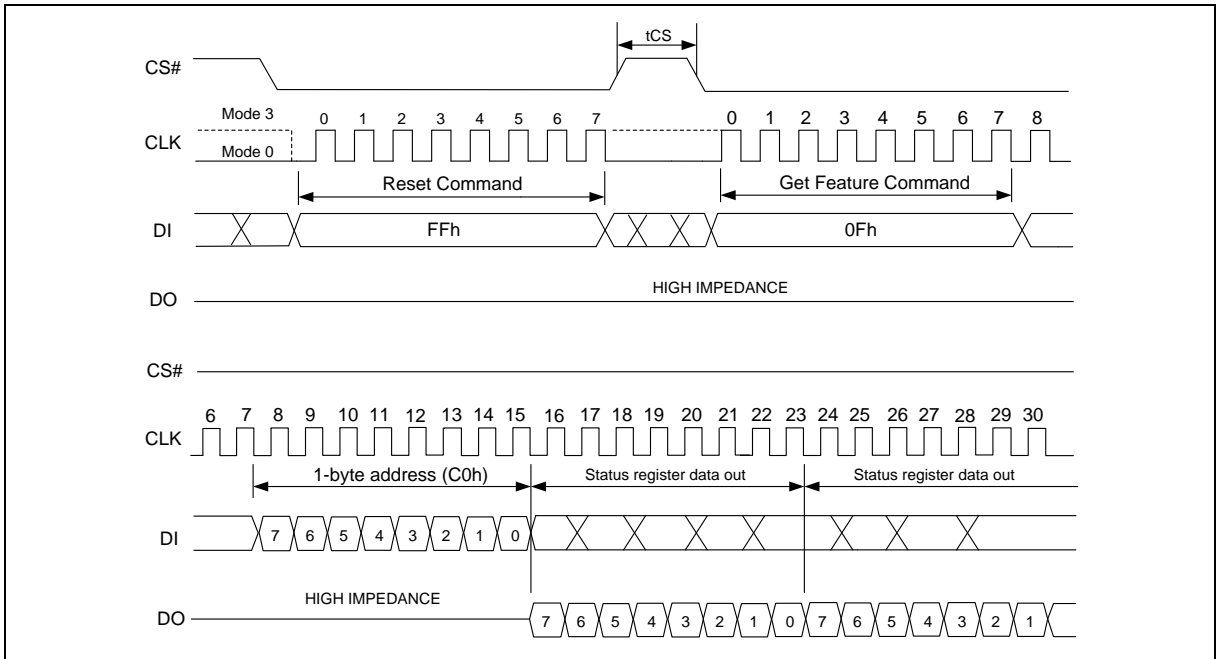 tCS
CS#
Mode 3
0 1 2 3 4 5 6 7 0 1 2 3 4 5 6 7 8
CLK
Mode 0
Reset Command Get Feature Command
DI FFh 0Fh
HIGH IMPEDANCE
DO
CS#
6 7 8 9 10 11 12 13 14 15 16 17 18 19 20 21 22 23 24 25 26 27 28 29 30
CLK
1-byte address (C0h) Status register data out Status register data out
DI 7 6 5 4 3 2 1 0
HIGH IMPEDANCE
DO 7 6 5 4 3 2 1 0 7 6 5 4 3 2 1